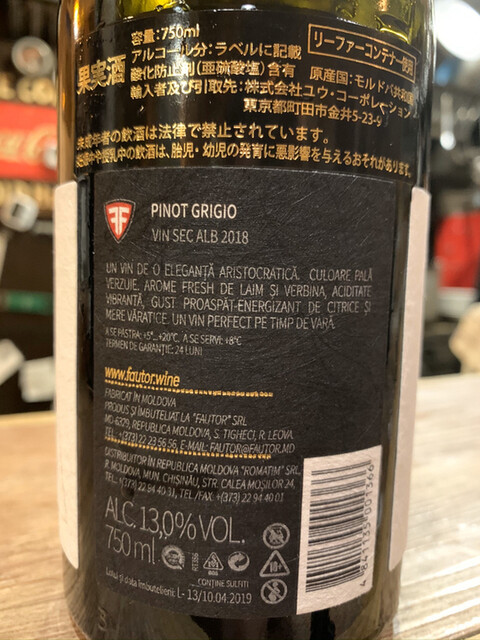 容量:750ml
アルコール分:ラベルに記載
リーファーコンテナー使用
果実酒
酸化防止剤(亜硫酸塩)含有 原産国:モルドバ共和国
輸入者及び引取先:株式会社ユウ・コーポレーション
東京都町田市金井5-23-9
未成年者の飲酒は法律で禁止されています。
妊娠中や授乳中の飲酒は、胎児・幼児の発育に悪影響を与えるおそれがあります。
PINOT GRIGIO
VIN SEC ALB 2018
UN VIN DE O ELEGANȚĂ ARISTOCRATICĂ. CULOARE PALĂ
VERZUIE, AROME FRESH DE LAIM ȘI VERBINA, ACIDITATE
VIBRANTĂ, GUST PROASPĂT-ENERGIZANT DE CITRICE ȘI
MERE VĂRATICE. UN VIN PERFECT PE TIMP DE VARĂ.
A SE PĂSTRA: +5°...+20°C. A SE SERVI: +8°C
TERMEN DE GARANȚIE: 24 LUNI
www.fautor.wine
FABRICAT ÎN MOLDOVA
PRODUS ȘI ÎMBUTELIAT LA "FAUTOR" SRL
MD-6329, REPUBLICA MOLDOVA, S. TIGHECI, R. LEOVA.
TEL.: +(373) 22 23 56 56, E-MAIL: FAUTOR@FAUTOR.MD
DISTRIBUITOR ÎN REPUBLICA MOLDOVA "ROMATIM" SRL
R. MOLDOVA, MUN. CHIȘINĂU, STR. CALEA MOȘILOR 24,
TEL.: +(373) 22 94 40 31, TEL./FAX: +(373) 22 94 40 01
ALC. 13,0% VOL.
750 ml
CONȚINE SULFIȚI
18+
Lotul și data îmbutelierii: L- 13/10.04.2019
4 841335 001366